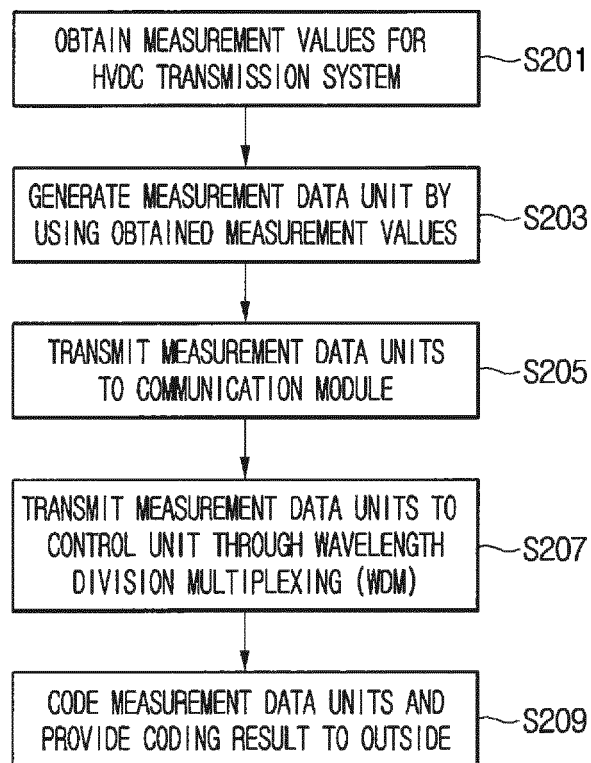 OBTAIN MEASUREMENT VALUES FOR
HVDC TRANSMISSION SYSTEM
S201
GENERATE MEASUREMENT DATA UNIT BY
USING OBTAINED MEASUREMENT VALUES
S203
TRANSMIT MEASUREMENT DATA UNITS
TO COMMUNICATION MODULE
S205
TRANSMIT MEASUREMENT DATA UNITS TO
CONTROL UNIT THROUGH WAVELENGTH
DIVISION MULTIPLEXING (WDM)
S207
CODE MEASUREMENT DATA UNITS AND
PROVIDE CODING RESULT TO OUTSIDE
S209